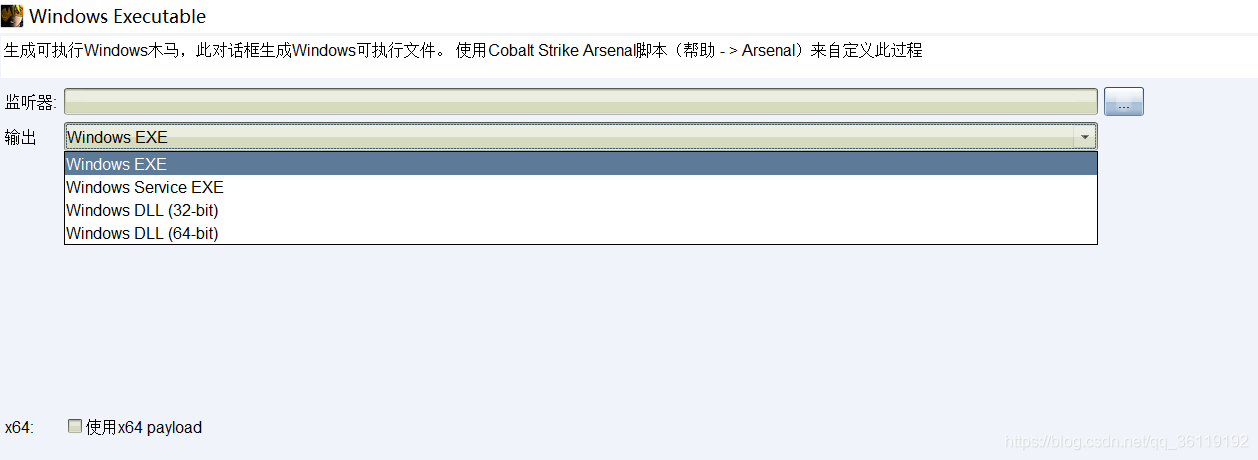 Windows Executable
生成可执行Windows木马，此对话框生成Windows可执行文件。 使用Cobalt Strike Arsenal脚本（帮助 - > Arsenal）来自定义此过程
监听器: ...
输出 Windows EXE
Windows EXE
Windows Service EXE
Windows DLL (32-bit)
Windows DLL (64-bit)
x64: 使用x64 payload
https://blog.csdn.net/qq_36119192